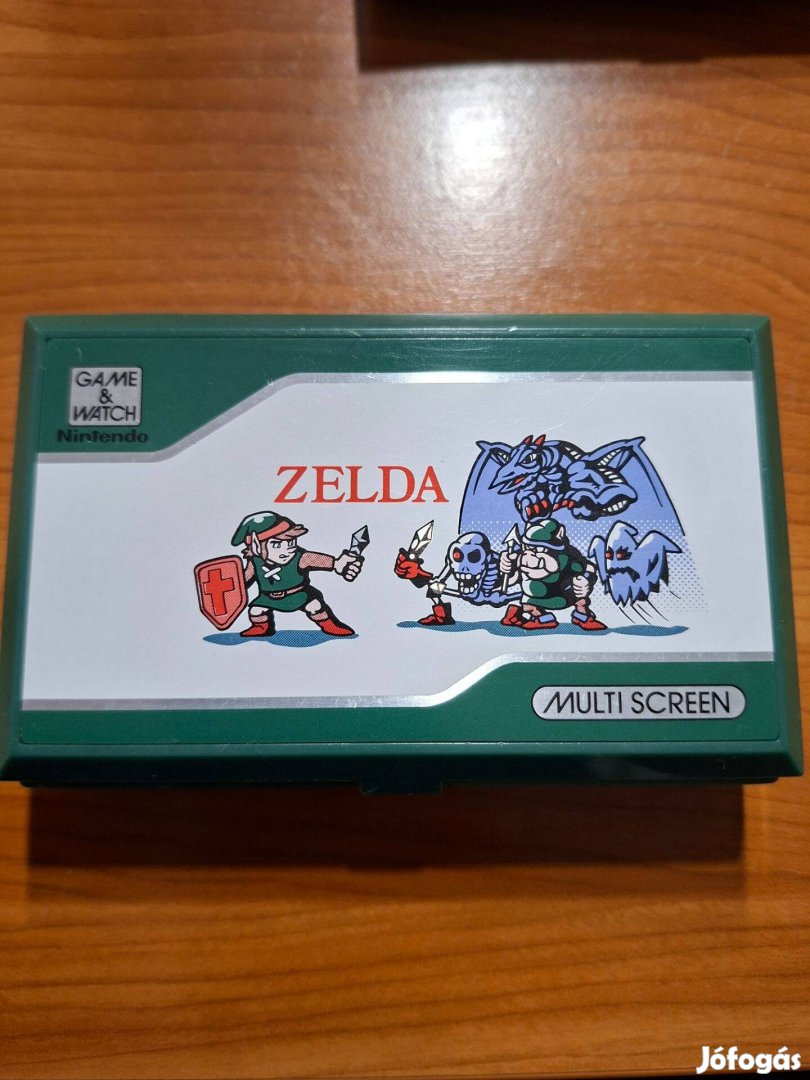 GAME
&
WATCH
Nintendo
ZELDA
MULTI SCREEN
Jófogás